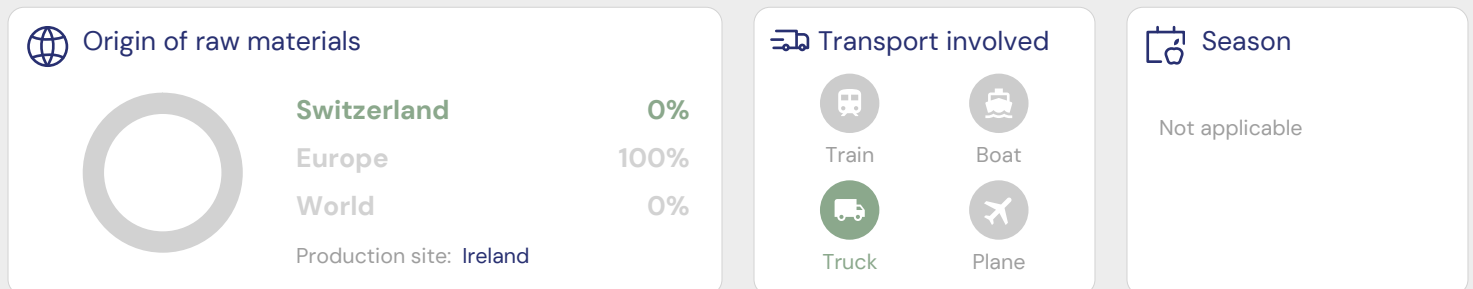 Origin of raw materials
Switzerland 0%
Europe 100%
World 0%
Production site: Ireland
Transport involved
Train Boat
Truck Plane
Season
Not applicable